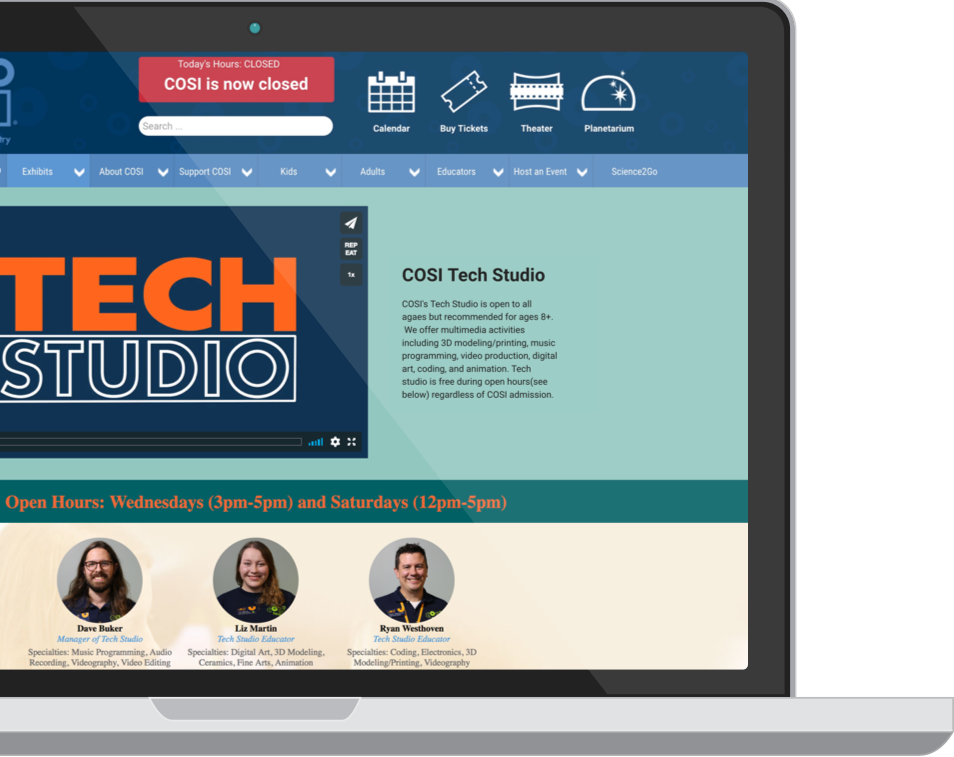 Today's Hours: CLOSED
COSI is now closed
Search ...
Calendar
Buy Tickets
Theater
Planetarium
Exhibits
About COSI
Support COSI
Kids
Adults
Educators
Host an Event
Science2Go
TECH
STUDIO
REP
EAT
1x
COSI Tech Studio
COSI's Tech Studio is open to all
agaes but recommended for ages 8+.
We offer multimedia activities
including 3D modeling/printing, music
programming, video production, digital
art, coding, and animation. Tech
studio is free during open hours(see
below) regardless of COSI admission.
Open Hours: Wednesdays (3pm-5pm) and Saturdays (12pm-5pm)
Dave Buker
Manager of Tech Studio
Specialties: Music Programming, Audio
Recording, Videography, Video Editing
Liz Martin
Tech Studio Educator
Specialties: Digital Art, 3D Modeling,
Ceramics, Fine Arts, Animation
Ryan Westhoven
Tech Studio Educator
Specialties: Coding, Electronics, 3D
Modeling/Printing, Videography